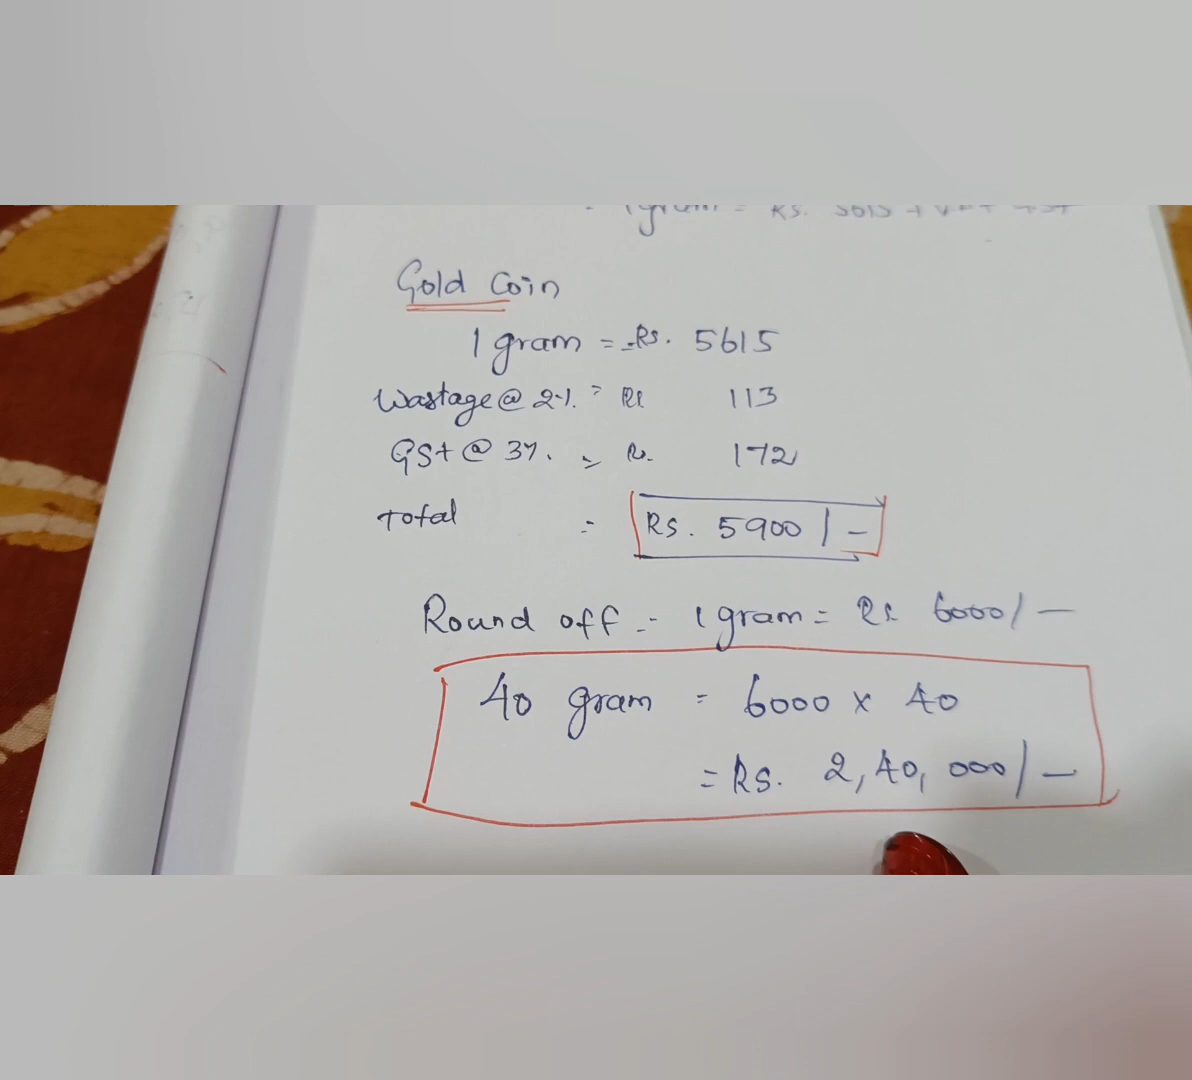 Gold Coin
1 gram = Rs. 5615
Wastage @ 2%. = Rs 113
GSt @ 3%. = Rs. 172
Total = Rs. 5900/-
Round off :- 1 gram = Rs. 6000/-
40 gram = 6000 x 40
= Rs. 2,40,000/-